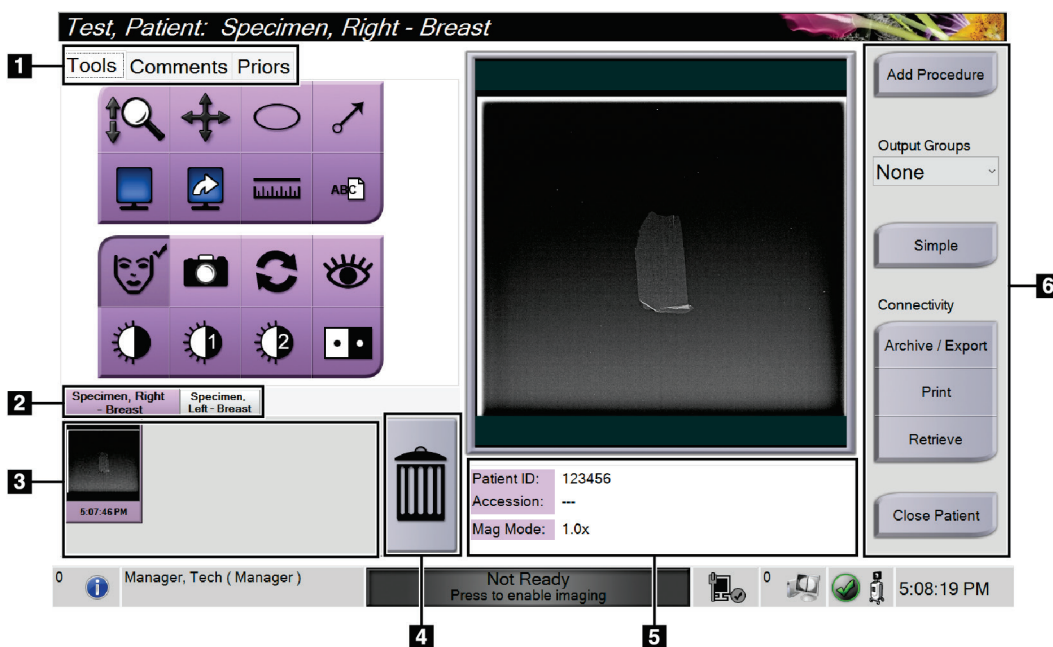 Test, Patient: Specimen, Right - Breast
1
Tools Comments Priors
ABC
1 2
2
Specimen, Right
- Breast
Specimen,
Left - Breast
3
5:07:46 PM
4
Patient ID: 123456
Accession: ---
Mag Mode: 1.0x
5
Add Procedure
Output Groups
None
Simple
Connectivity
Archive / Export
Print
Retrieve
Close Patient
6
0
Manager, Tech ( Manager )
Not Ready
Press to enable imaging
0
5:08:19 PM